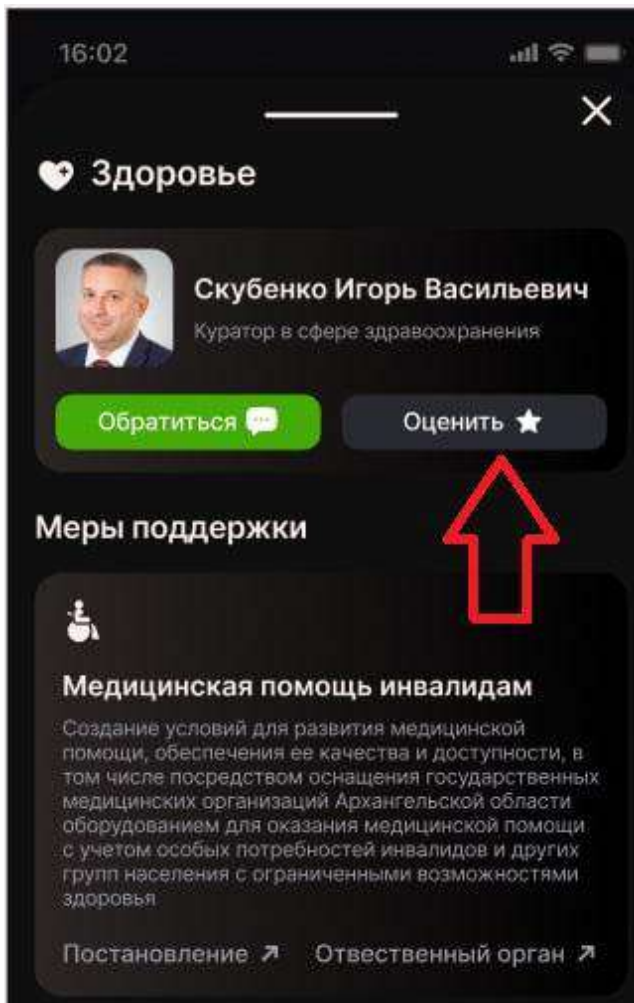 16:02
Здоровье
Скубенко Игорь Васильевич
Куратор в сфере здравоохранения
Обратиться
Оценить
Меры поддержки
Медицинская помощь инвалидам
Создание условий для развития медицинской
помощи, обеспечения ее качества и доступности, в
том числе посредством оснащения государственных
медицинских организаций Архангельской области
оборудованием для оказания медицинской помощи
с учетом особых потребностей инвалидов и других
групп населения с ограниченными возможностями
здоровья
Постановление Отвественный орган